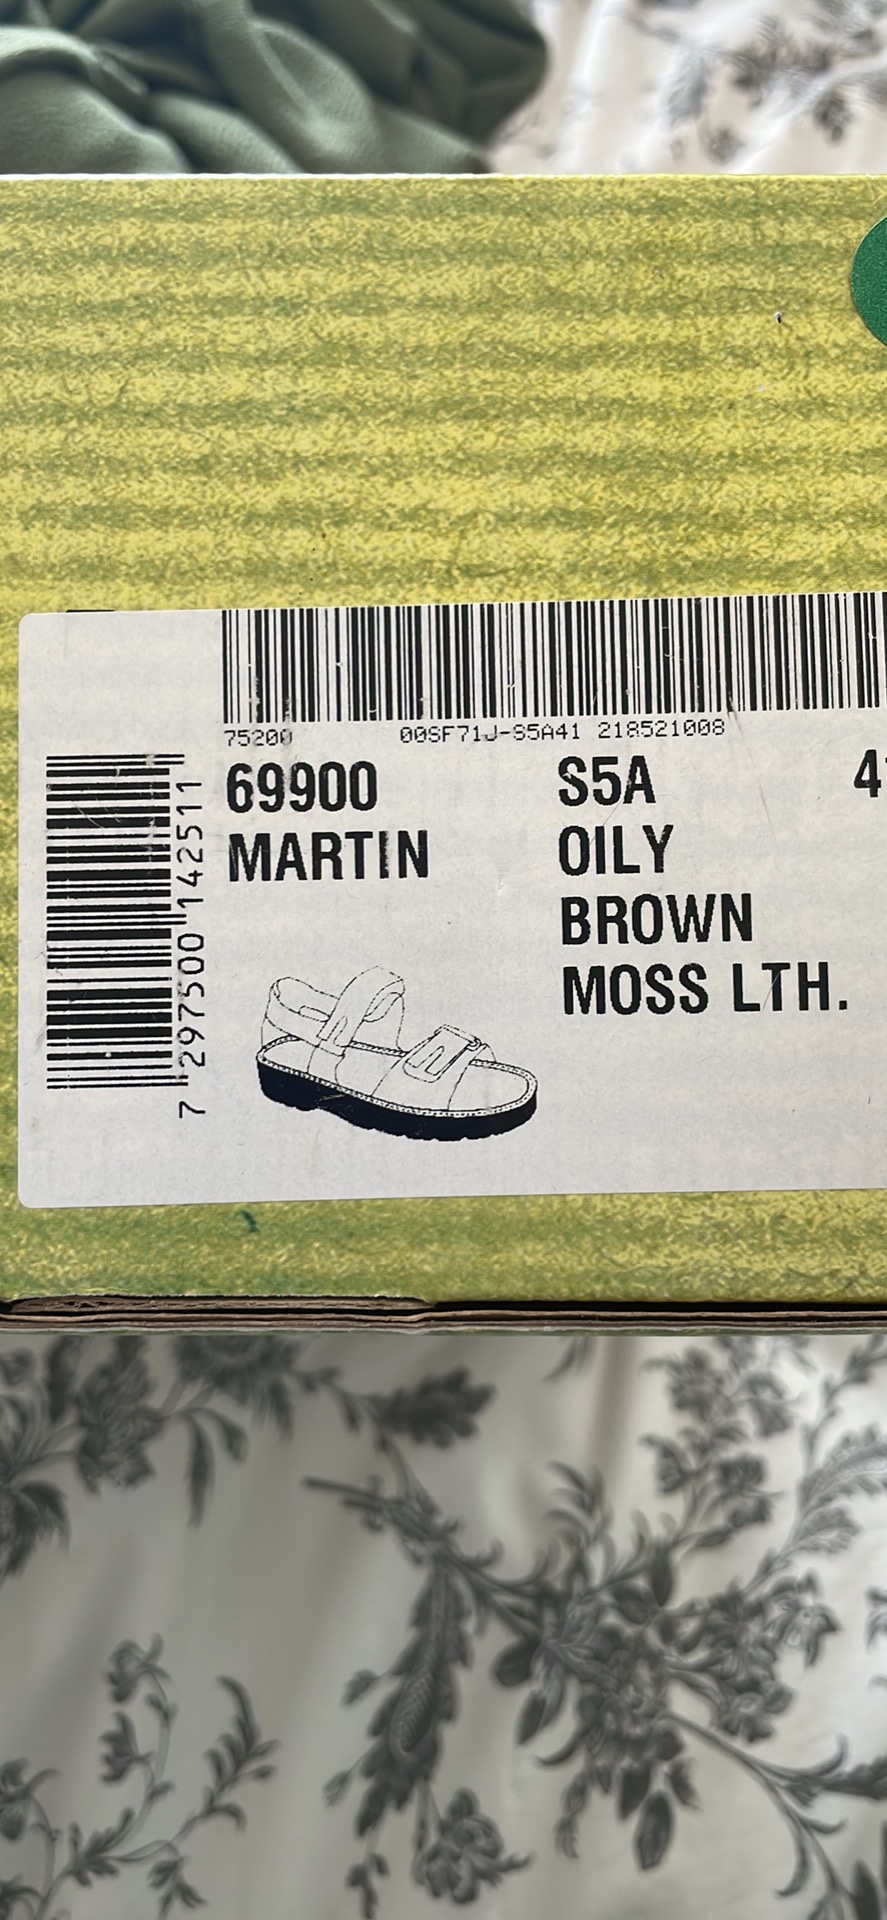 75200 00SF71J-S5A41 218521008
69900 S5A
MARTIN OILY
BROWN
MOSS LTH.
7 297500 142511